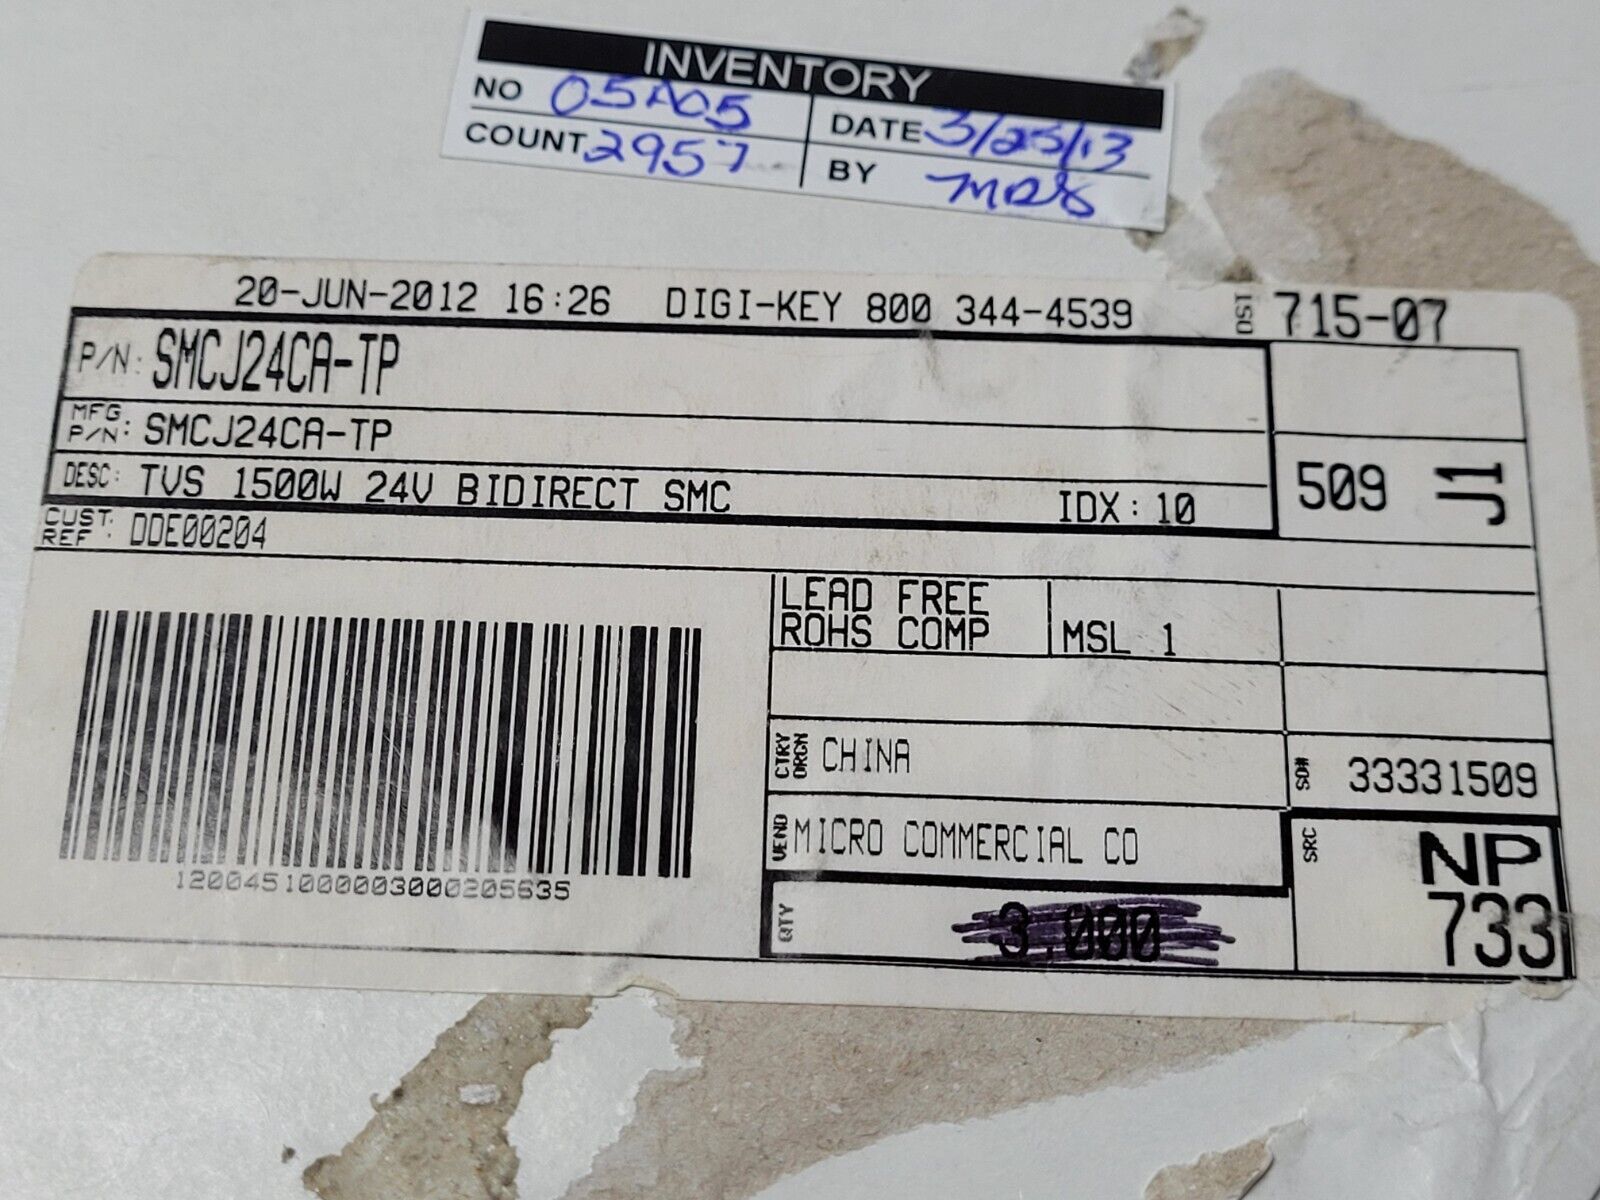 INVENTORY
NO 05A05 DATE 3/25/13
COUNT 2957 BY MDS
20-JUN-2012 16:26 DIGI-KEY 800 344-4539 DST 715-07
P/N: SMCJ24CA-TP
MFG P/N: SMCJ24CA-TP
DESC: TVS 1500W 24V BIDIRECT SMC IDX: 10
509 J1
CUST REF: DDE00204
LEAD FREE
ROHS COMP MSL 1
CTRY ORGN CHINA SO# 33331509
VEND MICRO COMMERCIAL CO SRC NP
733
QTY 3,000
1200451000003000205635